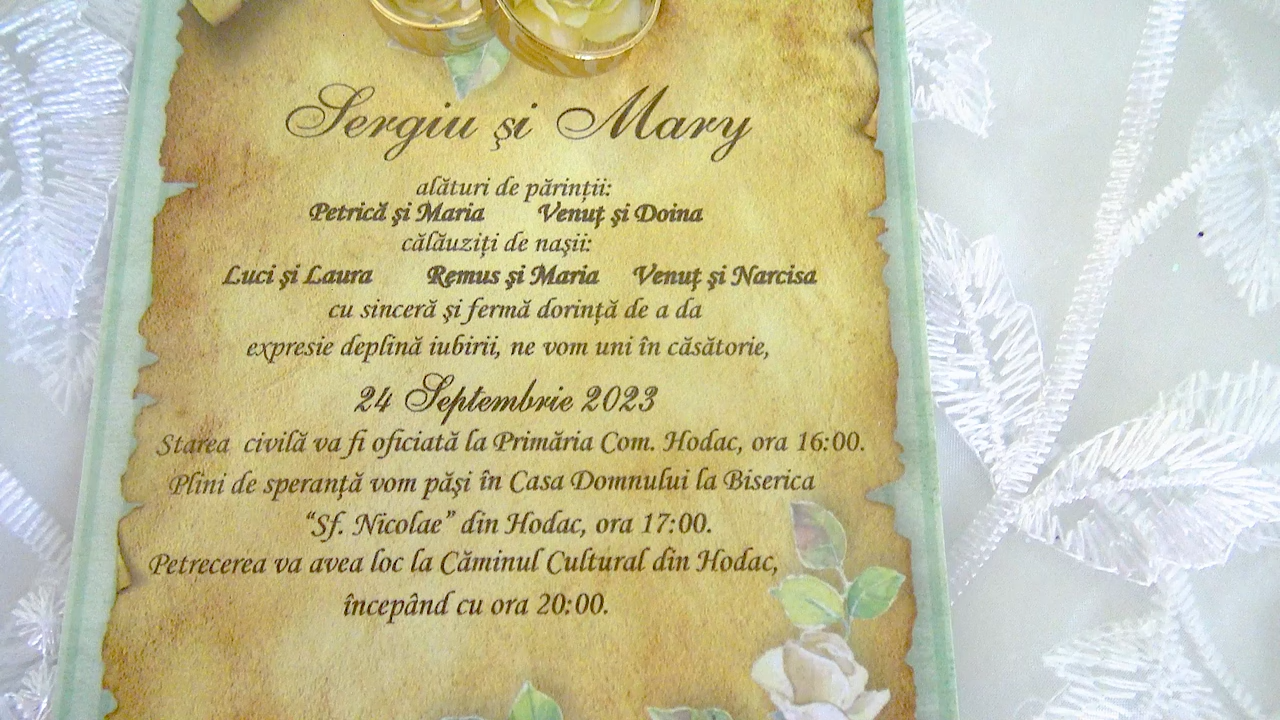 Sergiu şi Mary
alături de părinţii:
Petrică şi Maria Venuţ şi Doina
călăuziţi de naşii:
Luci şi Laura Remus şi Maria Venuţ şi Narcisa
cu sinceră şi fermă dorinţă de a da
expresie deplină iubirii, ne vom uni în căsătorie,
24 Septembrie 2023
Starea civilă va fi oficiată la Primăria Com. Hodac, ora 16:00.
Plini de speranţă vom păşi în Casa Domnului la Biserica
“Sf. Nicolae” din Hodac, ora 17:00.
Petrecerea va avea loc la Căminul Cultural din Hodac,
începând cu ora 20:00.